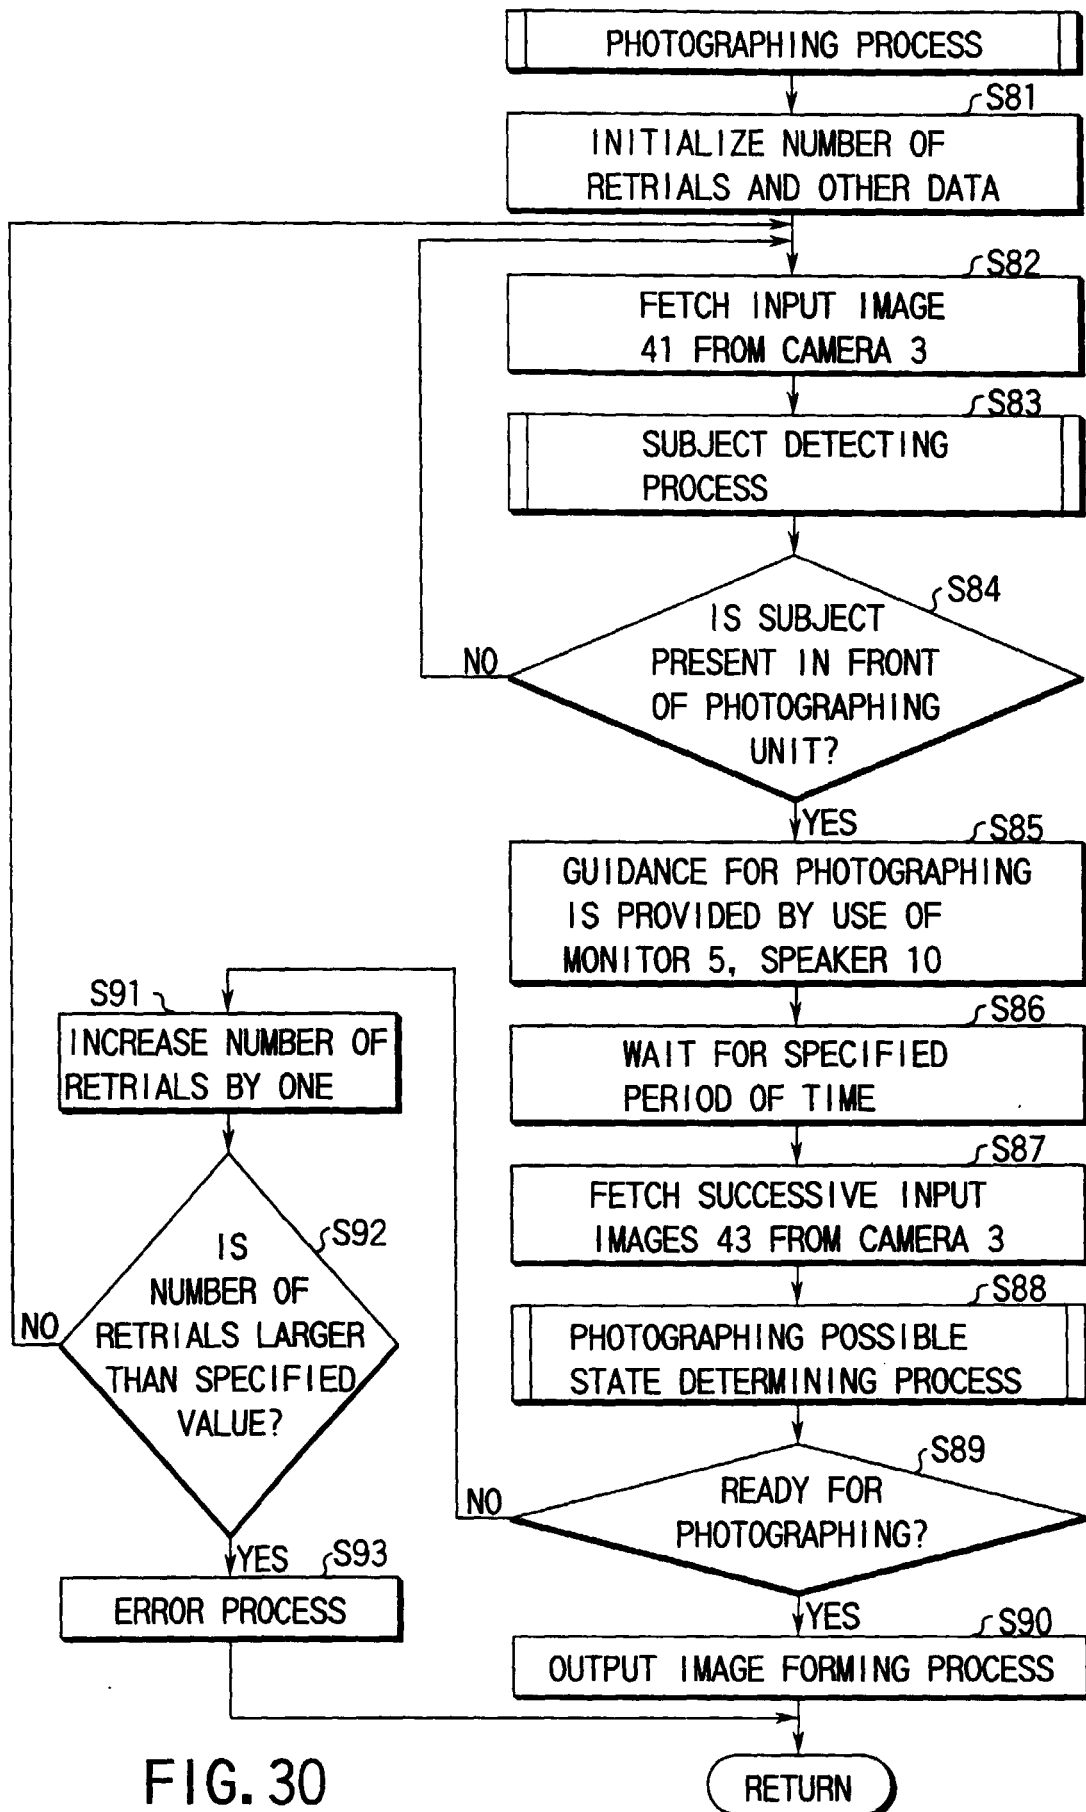 PHOTOGRAPHING PROCESS
S81
INITIALIZE NUMBER OF
RETRIALS AND OTHER DATA
S82
FETCH INPUT IMAGE
41 FROM CAMERA 3
S83
SUBJECT DETECTING
PROCESS
S84
IS SUBJECT
PRESENT IN FRONT
OF PHOTOGRAPHING
UNIT?
NO
YES
S85
GUIDANCE FOR PHOTOGRAPHING
IS PROVIDED BY USE OF
MONITOR 5, SPEAKER 10
S86
WAIT FOR SPECIFIED
PERIOD OF TIME
S87
FETCH SUCCESSIVE INPUT
IMAGES 43 FROM CAMERA 3
S88
PHOTOGRAPHING POSSIBLE
STATE DETERMINING PROCESS
S89
READY FOR
PHOTOGRAPHING?
NO
YES
S90
OUTPUT IMAGE FORMING PROCESS
S91
INCREASE NUMBER OF
RETRIALS BY ONE
S92
IS
NUMBER OF
RETRIALS LARGER
THAN SPECIFIED
VALUE?
NO
YES
S93
ERROR PROCESS
RETURN
FIG. 30